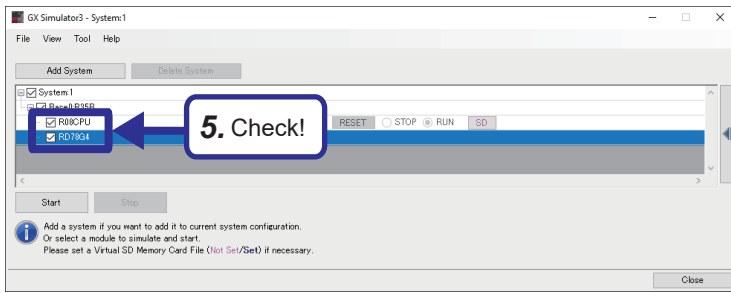 GX Simulator3 - System:1
File View Tool Help
Add System Delete System
System:1
Base0:R35B
R08CPU RESET STOP RUN SD
RD78G4
5. Check!
Start Stop
Add a system if you want to add it to current system configuration.
Or select a module to simulate and start.
Please set a Virtual SD Memory Card File (Not Set/Set) if necessary.
Close